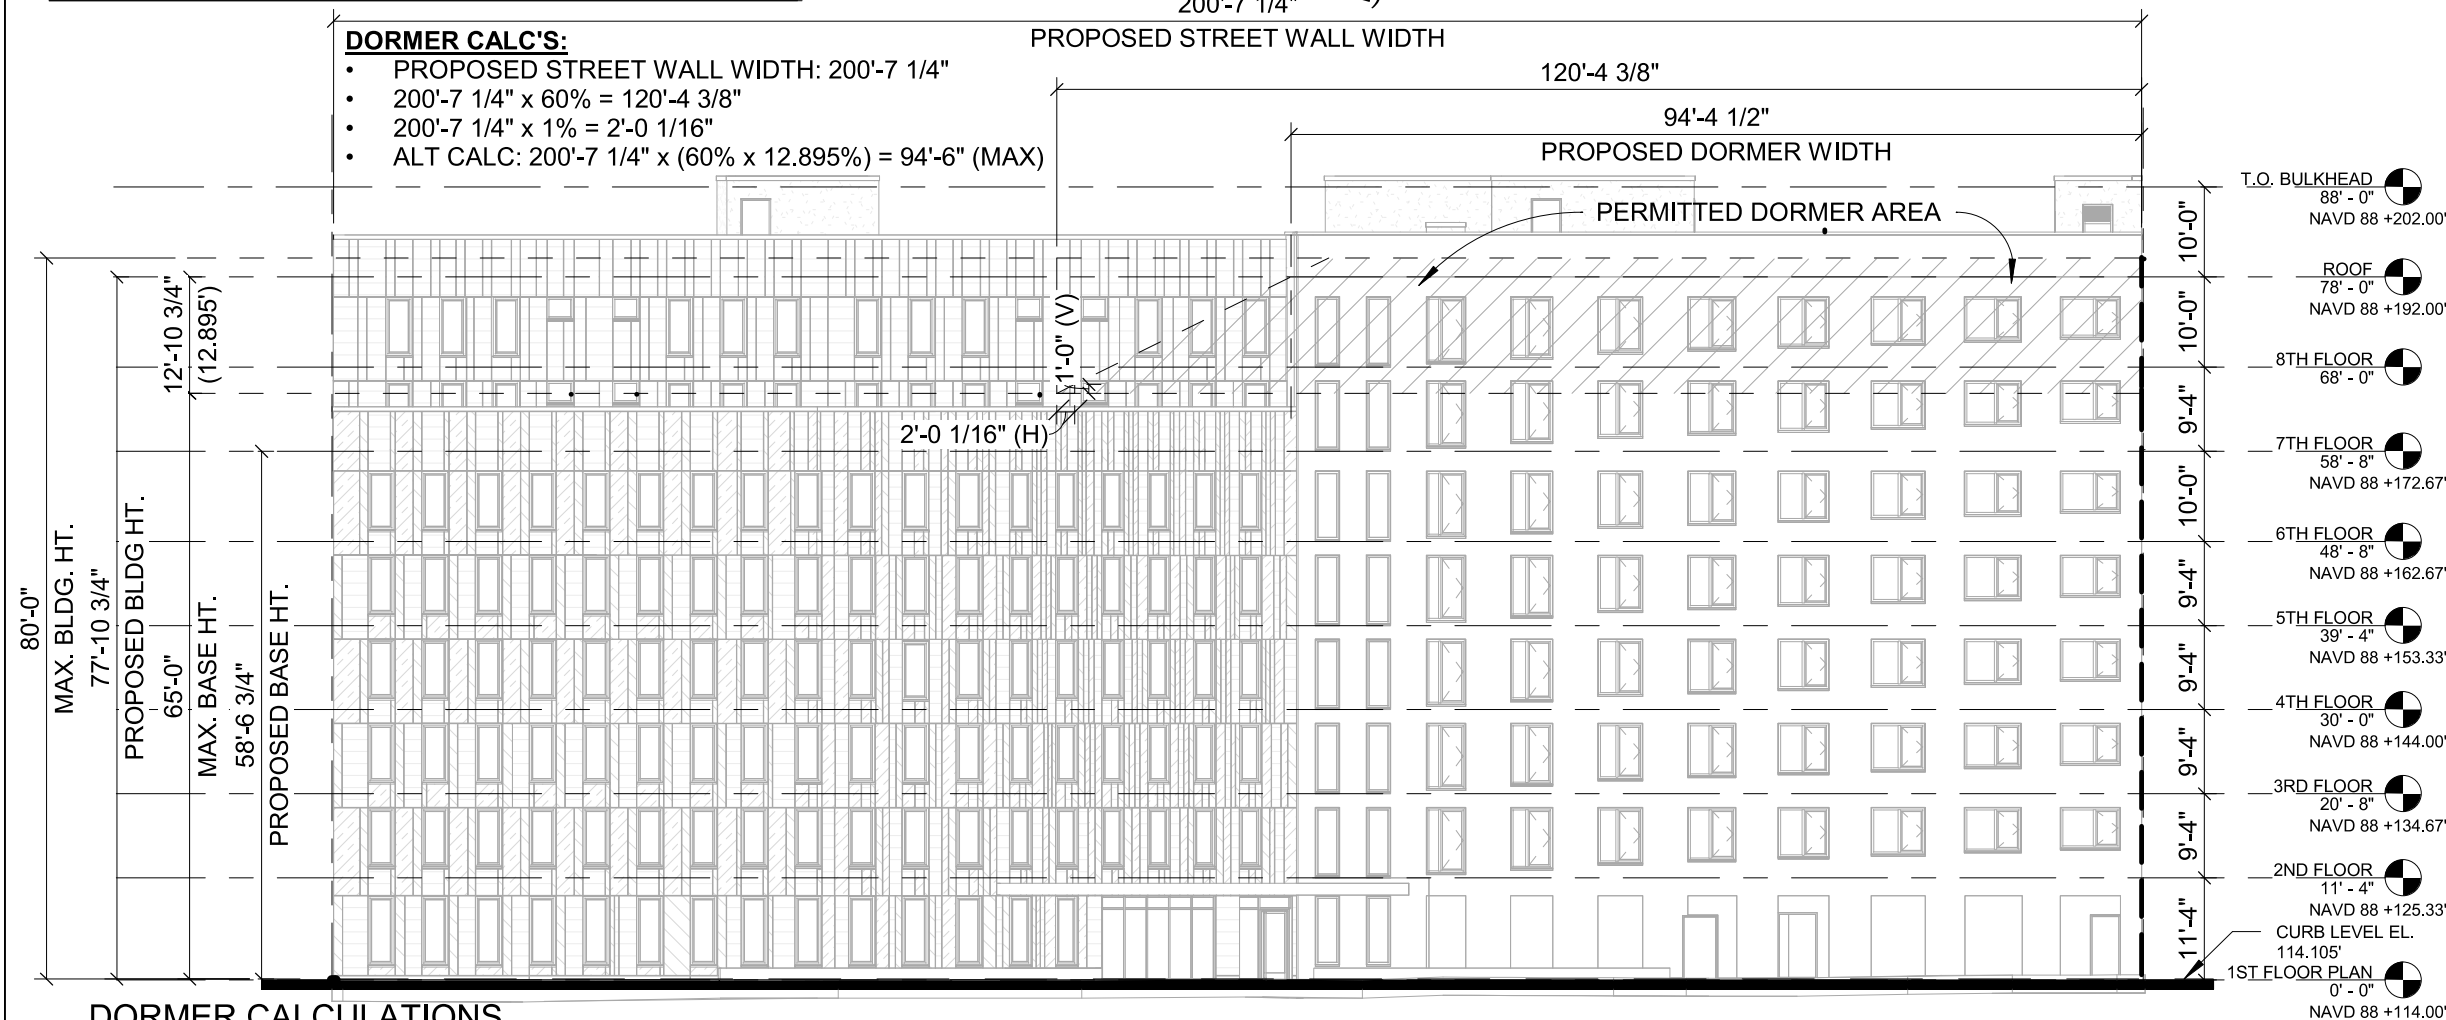 200'-7 1/4"
PROPOSED STREET WALL WIDTH
DORMER CALC'S:
• PROPOSED STREET WALL WIDTH: 200'-7 1/4"
• 200'-7 1/4" x 60% = 120'-4 3/8"
• 200'-7 1/4" x 1% = 2'-0 1/16"
• ALT CALC: 200'-7 1/4" x (60% x 12.895%) = 94'-6" (MAX)
120'-4 3/8"
94'-4 1/2"
PROPOSED DORMER WIDTH
PERMITTED DORMER AREA
1'-0" (V)
2'-0 1/16" (H)
80'-0"
MAX. BLDG. HT.
77'-10 3/4"
PROPOSED BLDG HT.
12'-10 3/4"
(12.895')
65'-0"
MAX. BASE HT.
58'-6 3/4"
PROPOSED BASE HT.
10'-0"
10'-0"
9'-4"
10'-0"
9'-4"
9'-4"
9'-4"
9'-4"
11'-4"
T.O. BULKHEAD
88' - 0"
NAVD 88 +202.00'
ROOF
78' - 0"
NAVD 88 +192.00'
8TH FLOOR
68' - 0"
7TH FLOOR
58' - 8"
NAVD 88 +172.67'
6TH FLOOR
48' - 8"
NAVD 88 +162.67'
5TH FLOOR
39' - 4"
NAVD 88 +153.33'
4TH FLOOR
30' - 0"
NAVD 88 +144.00'
3RD FLOOR
20' - 8"
NAVD 88 +134.67'
2ND FLOOR
11' - 4"
NAVD 88 +125.33'
CURB LEVEL EL.
114.105'
1ST FLOOR PLAN
0' - 0"
NAVD 88 +114.00'
DORMER CALCULATIONS